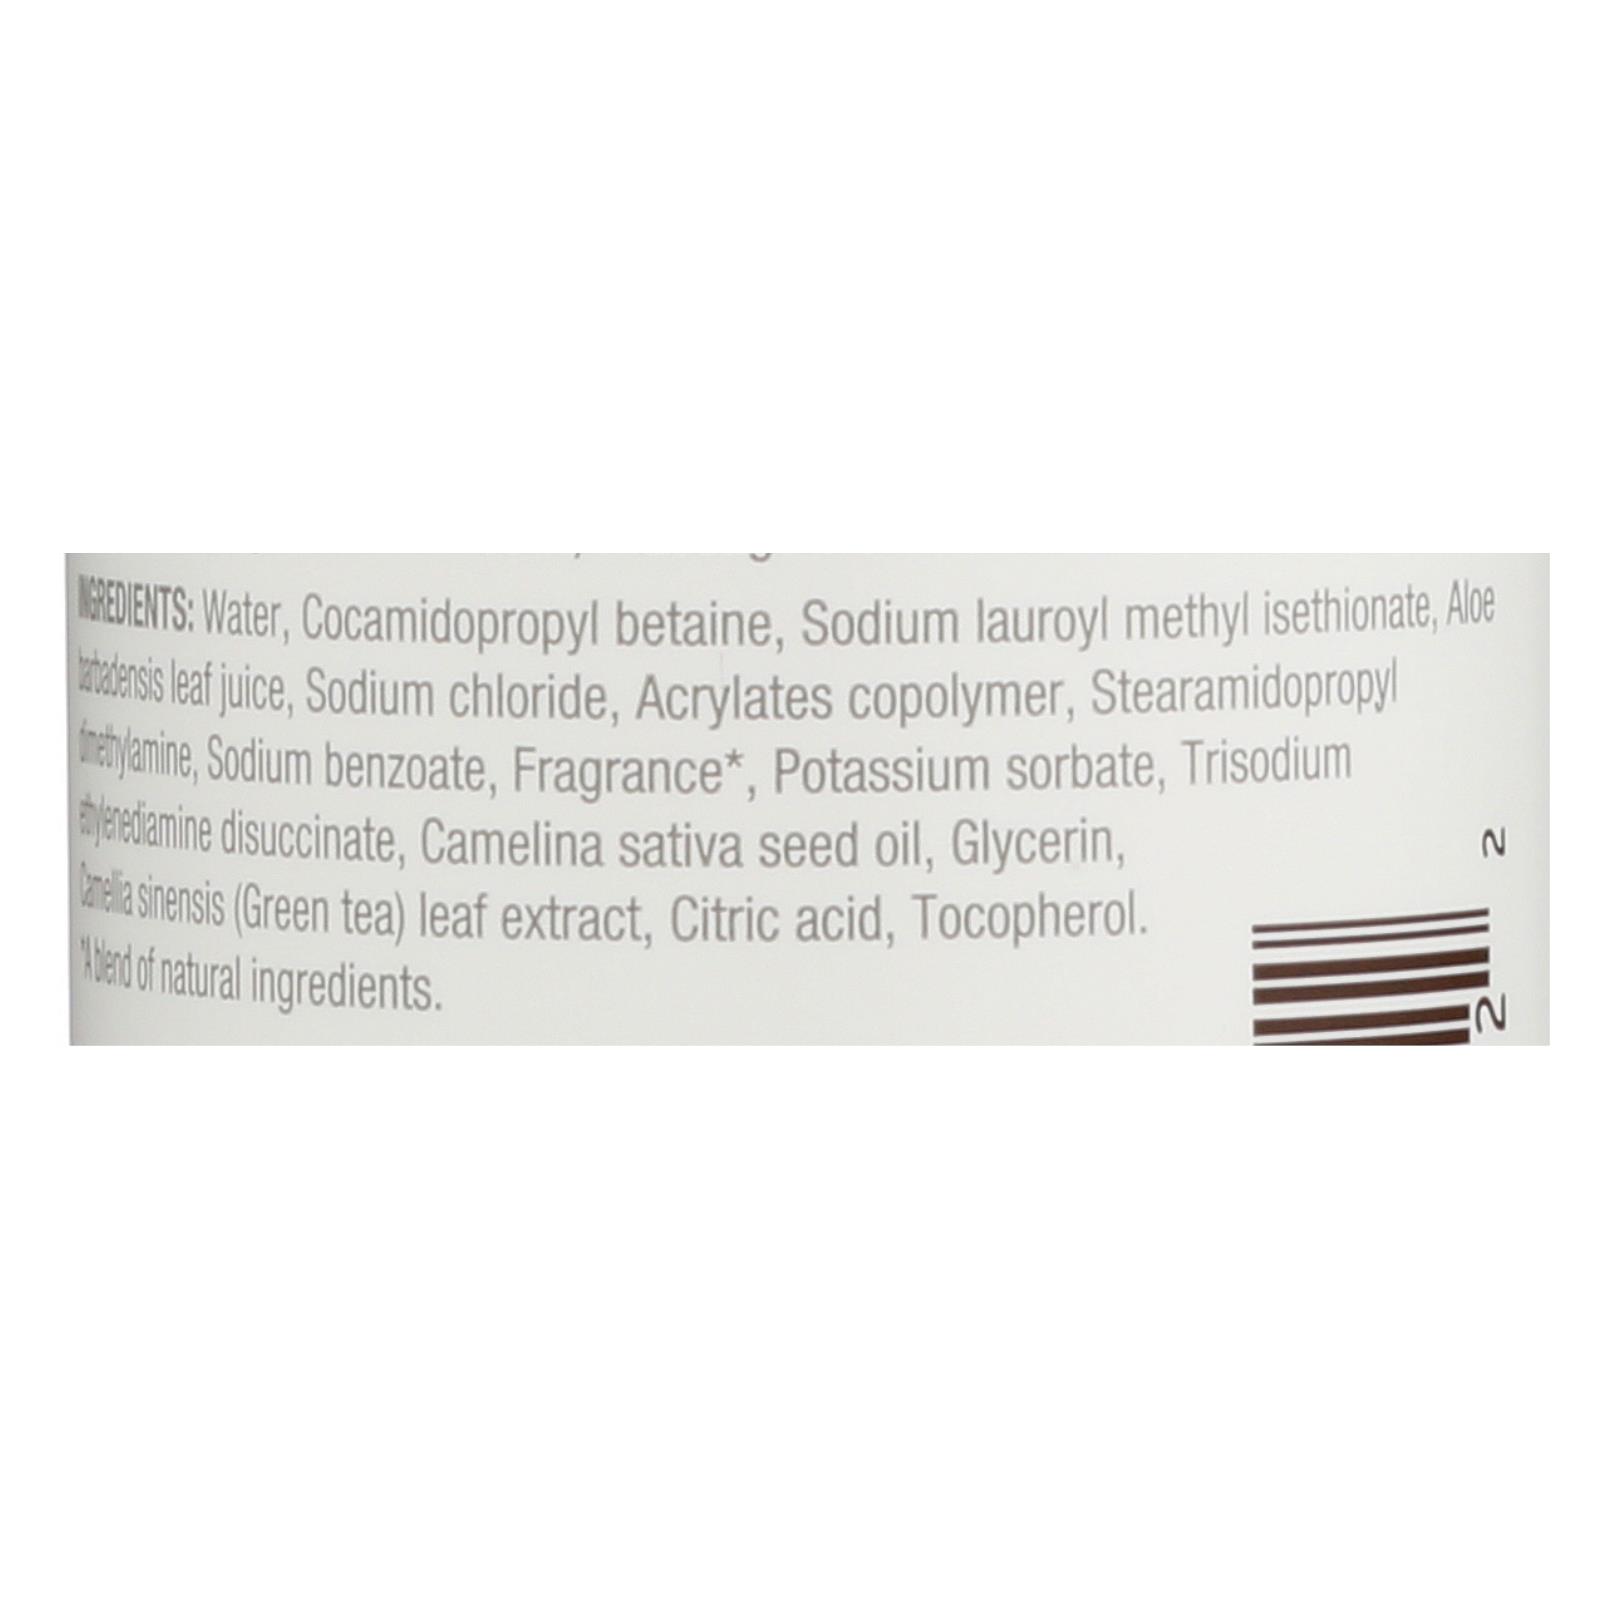 INGREDIENTS: Water, Cocamidopropyl betaine, Sodium lauroyl methyl isethionate, Aloe
barbadensis leaf juice, Sodium chloride, Acrylates copolymer, Stearamidopropyl
dimethylamine, Sodium benzoate, Fragrance*, Potassium sorbate, Trisodium
ethylenediamine disuccinate, Camelina sativa seed oil, Glycerin,
Camellia sinensis (Green tea) leaf extract, Citric acid, Tocopherol.
*A blend of natural ingredients.
2
2